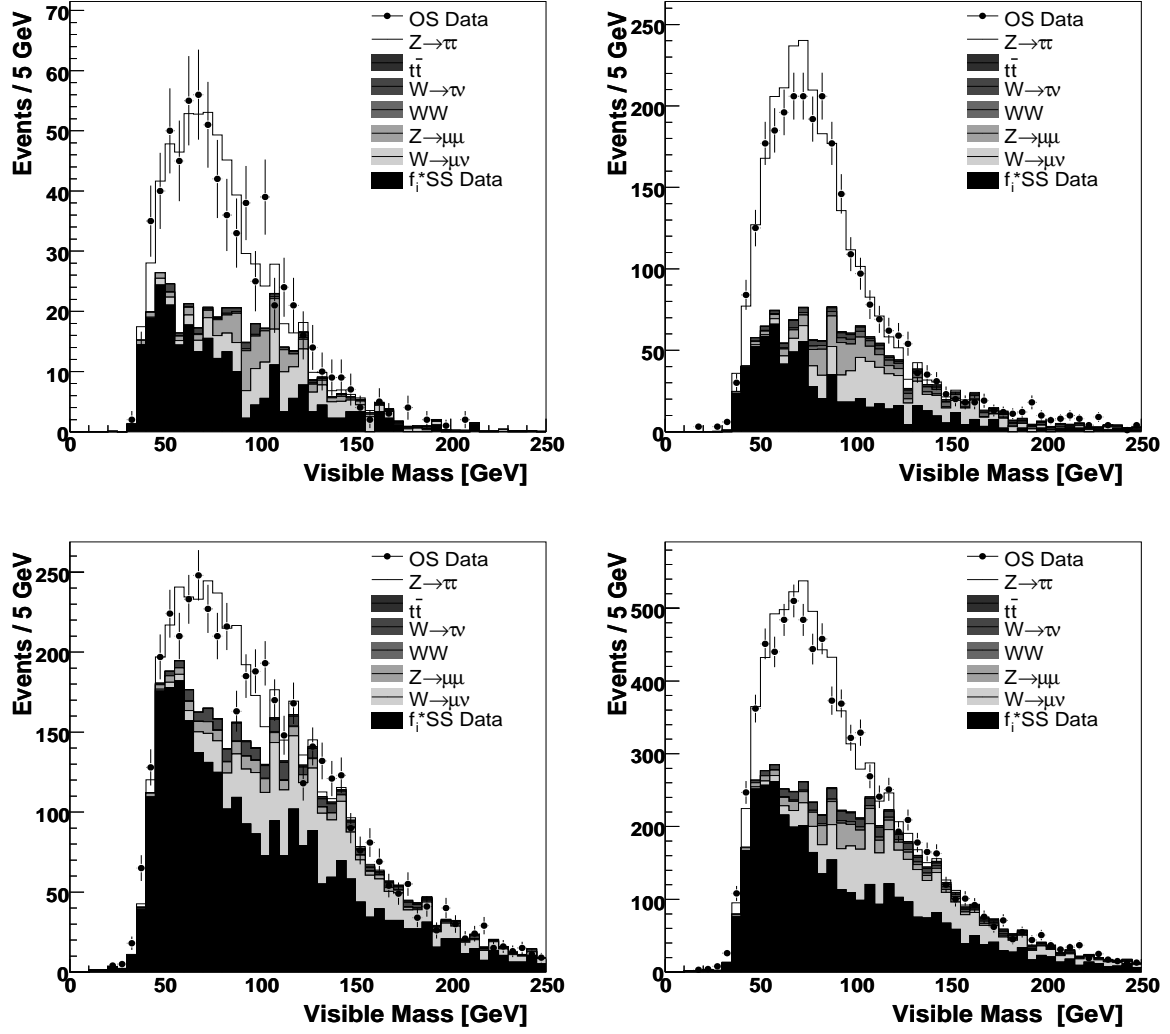 Events / 5 GeV
70
60
50
40
30
20
10
0
0 50 100 150 200 250
Visible Mass [GeV]
OS Data
Z→ττ
tt̄
W→τν
WW
Z→μμ
W→μν
f_i*SS Data
Events / 5 GeV
250
200
150
100
50
0
0 50 100 150 200 250
Visible Mass [GeV]
OS Data
Z→ττ
tt̄
W→τν
WW
Z→μμ
W→μν
f_i*SS Data
Events / 5 GeV
250
200
150
100
50
0
0 50 100 150 200 250
Visible Mass [GeV]
OS Data
Z→ττ
tt̄
W→τν
WW
Z→μμ
W→μν
f_i*SS Data
Events / 5 GeV
500
400
300
200
100
0
0 50 100 150 200 250
Visible Mass [GeV]
OS Data
Z→ττ
tt̄
W→τν
WW
Z→μμ
W→μν
f_i*SS Data